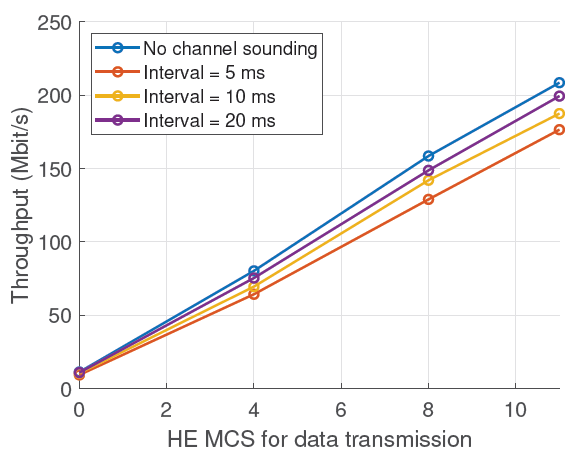 250
200
150
100
50
0
Throughput (Mbit/s)
No channel sounding
Interval = 5 ms
Interval = 10 ms
Interval = 20 ms
0 2 4 6 8 10
HE MCS for data transmission